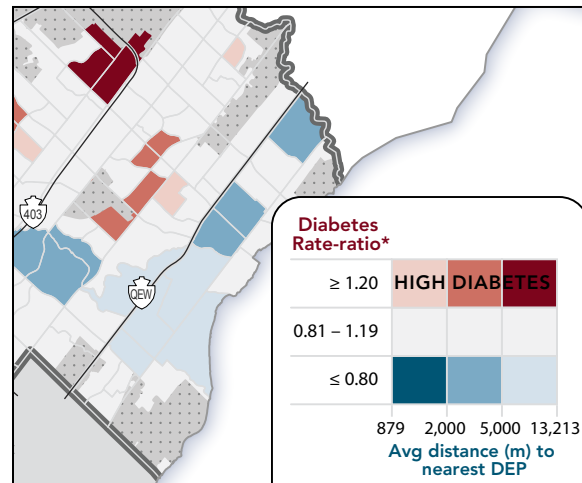 403
QEW
Diabetes
Rate-ratio*
≥ 1.20
HIGH DIABETES
0.81 – 1.19
≤ 0.80
879 2,000 5,000 13,213
Avg distance (m) to
nearest DEP